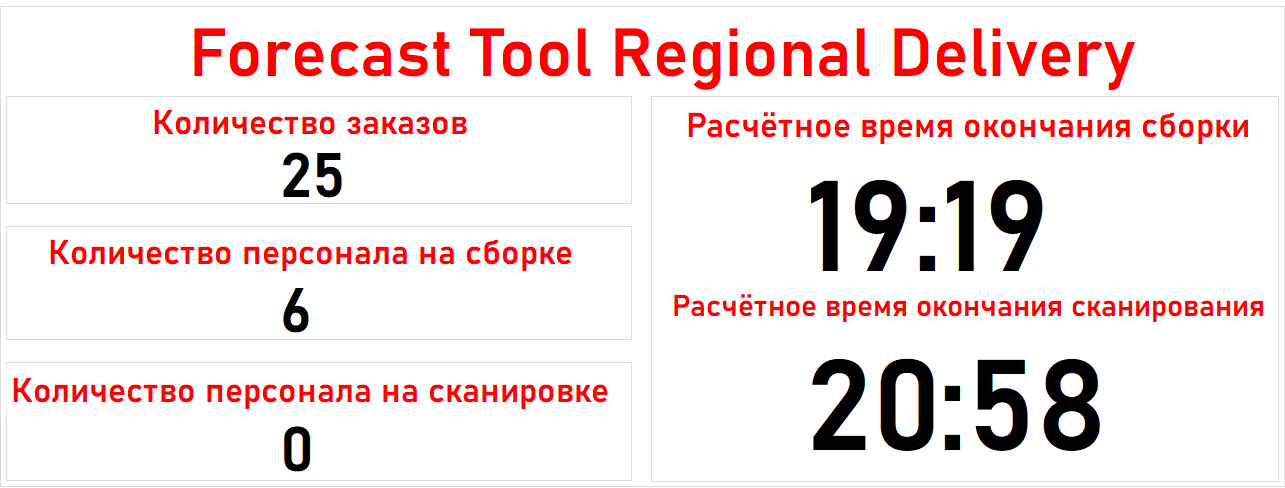 Forecast Tool Regional Delivery
Количество заказов
25
Количество персонала на сборке
6
Количество персонала на сканировке
0
Расчётное время окончания сборки
19:19
Расчётное время окончания сканирования
20:58